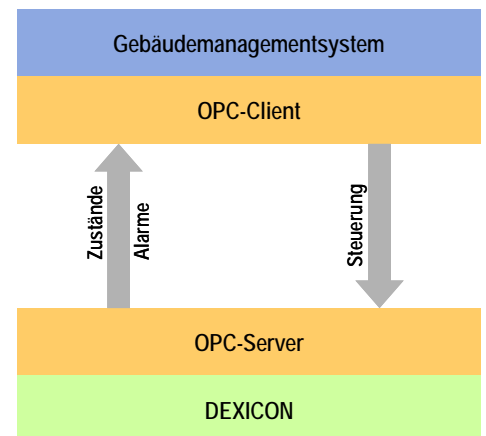 Gebäudemanagementsystem
OPC-Client
Zustände
Alarme
Steuerung
OPC-Server
DEXICON